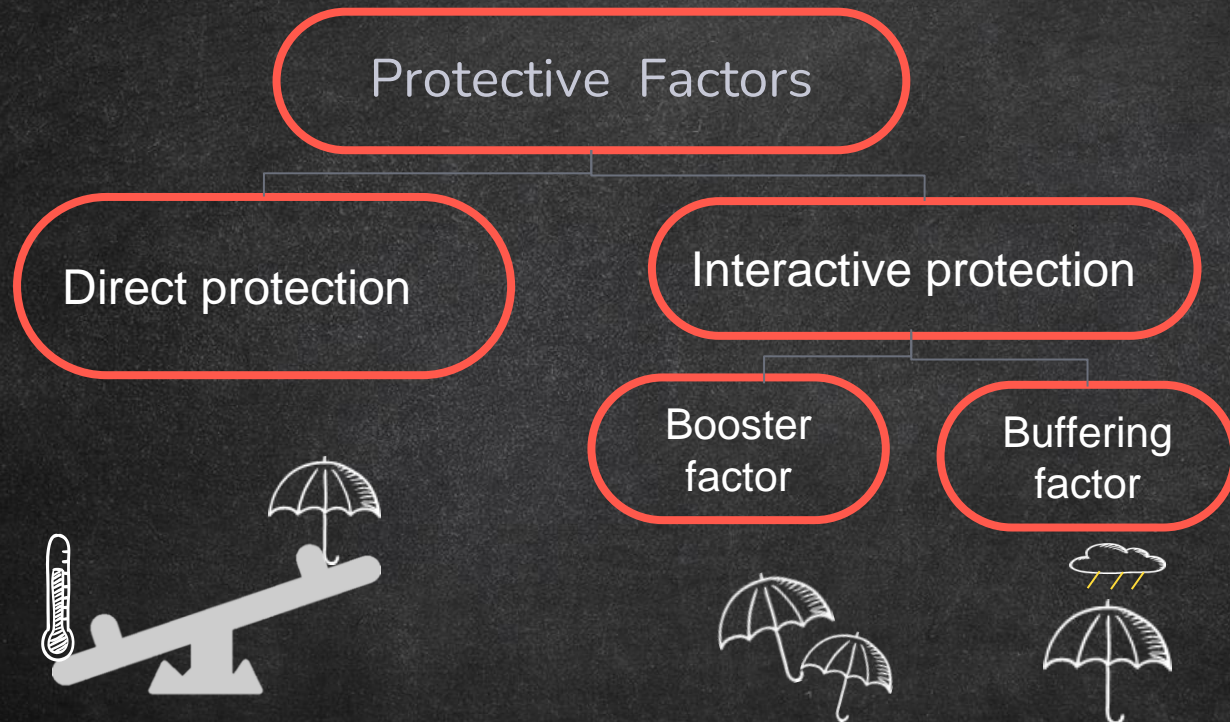 Protective Factors
Direct protection
Interactive protection
Booster
factor
Buffering
factor